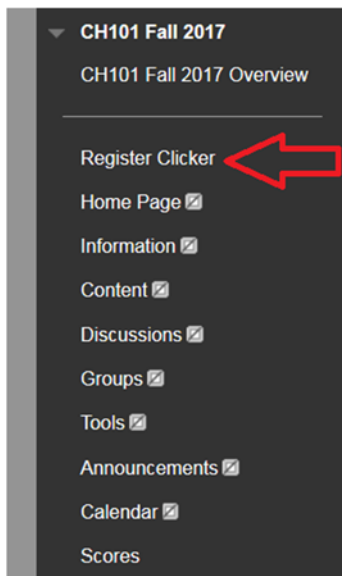 CH101 Fall 2017
CH101 Fall 2017 Overview
Register Clicker
Home Page
Information
Content
Discussions
Groups
Tools
Announcements
Calendar
Scores